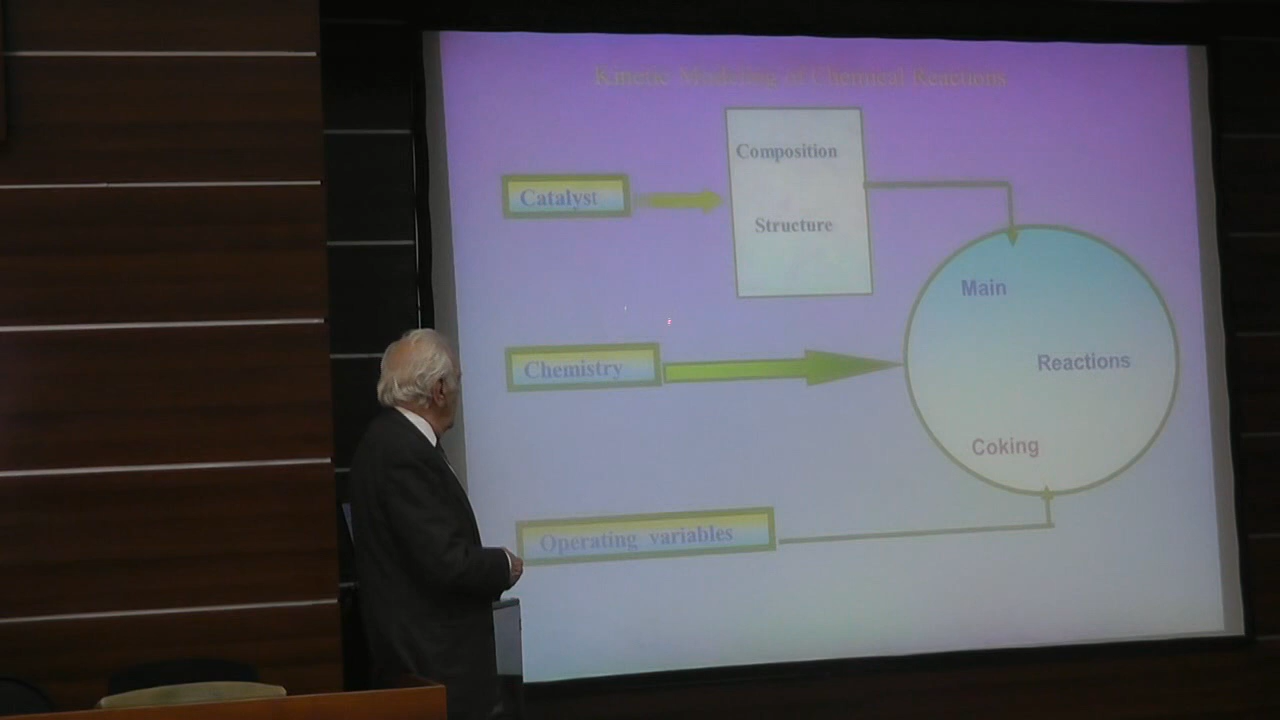 Kinetic Modeling of Chemical Reactions
Composition
Catalyst
Structure
Main
Chemistry
Reactions
Coking
Operating variables